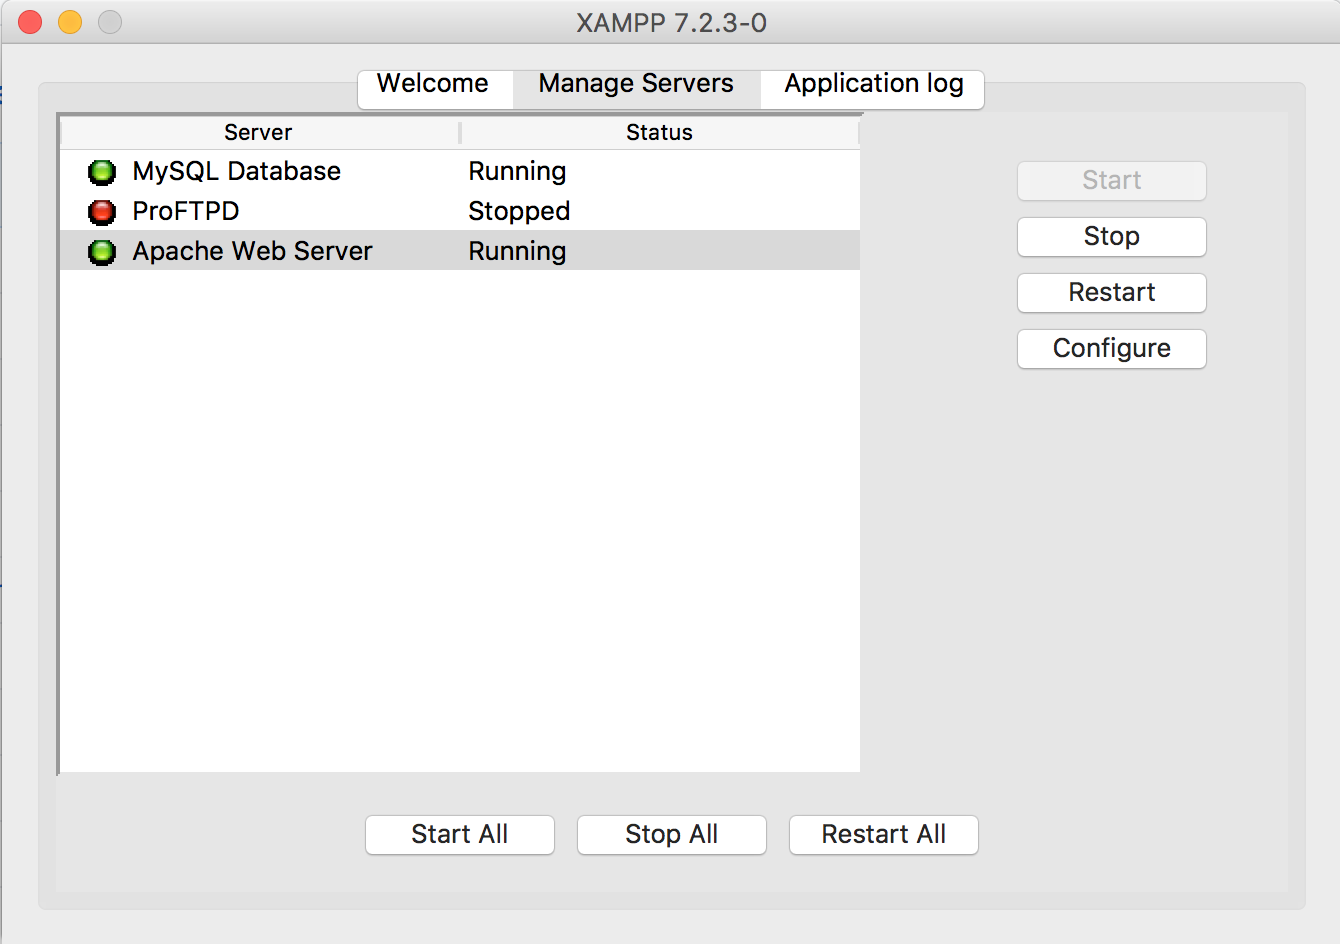 XAMPP 7.2.3-0
Welcome Manage Servers Application log
Server Status
MySQL Database Running
ProFTPD Stopped
Apache Web Server Running
Start
Stop
Restart
Configure
Start All Stop All Restart All